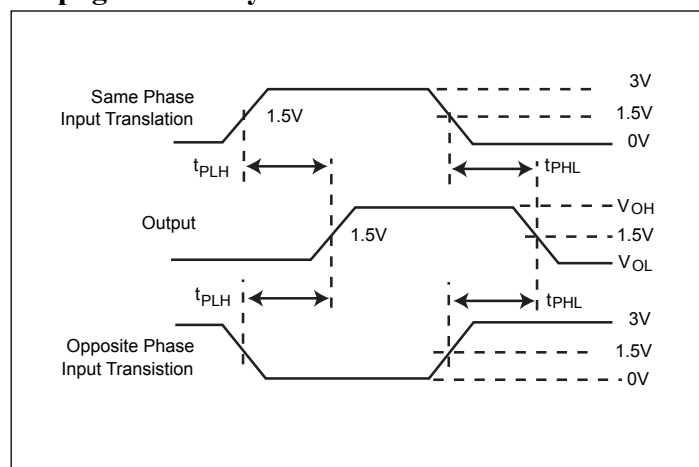 3V
Same Phase
Input Translation
1.5V
1.5V
0V
tPLH
tPHL
VOH
Output
1.5V
1.5V
VOL
tPLH
tPHL
3V
Opposite Phase
Input Transistion
1.5V
0V